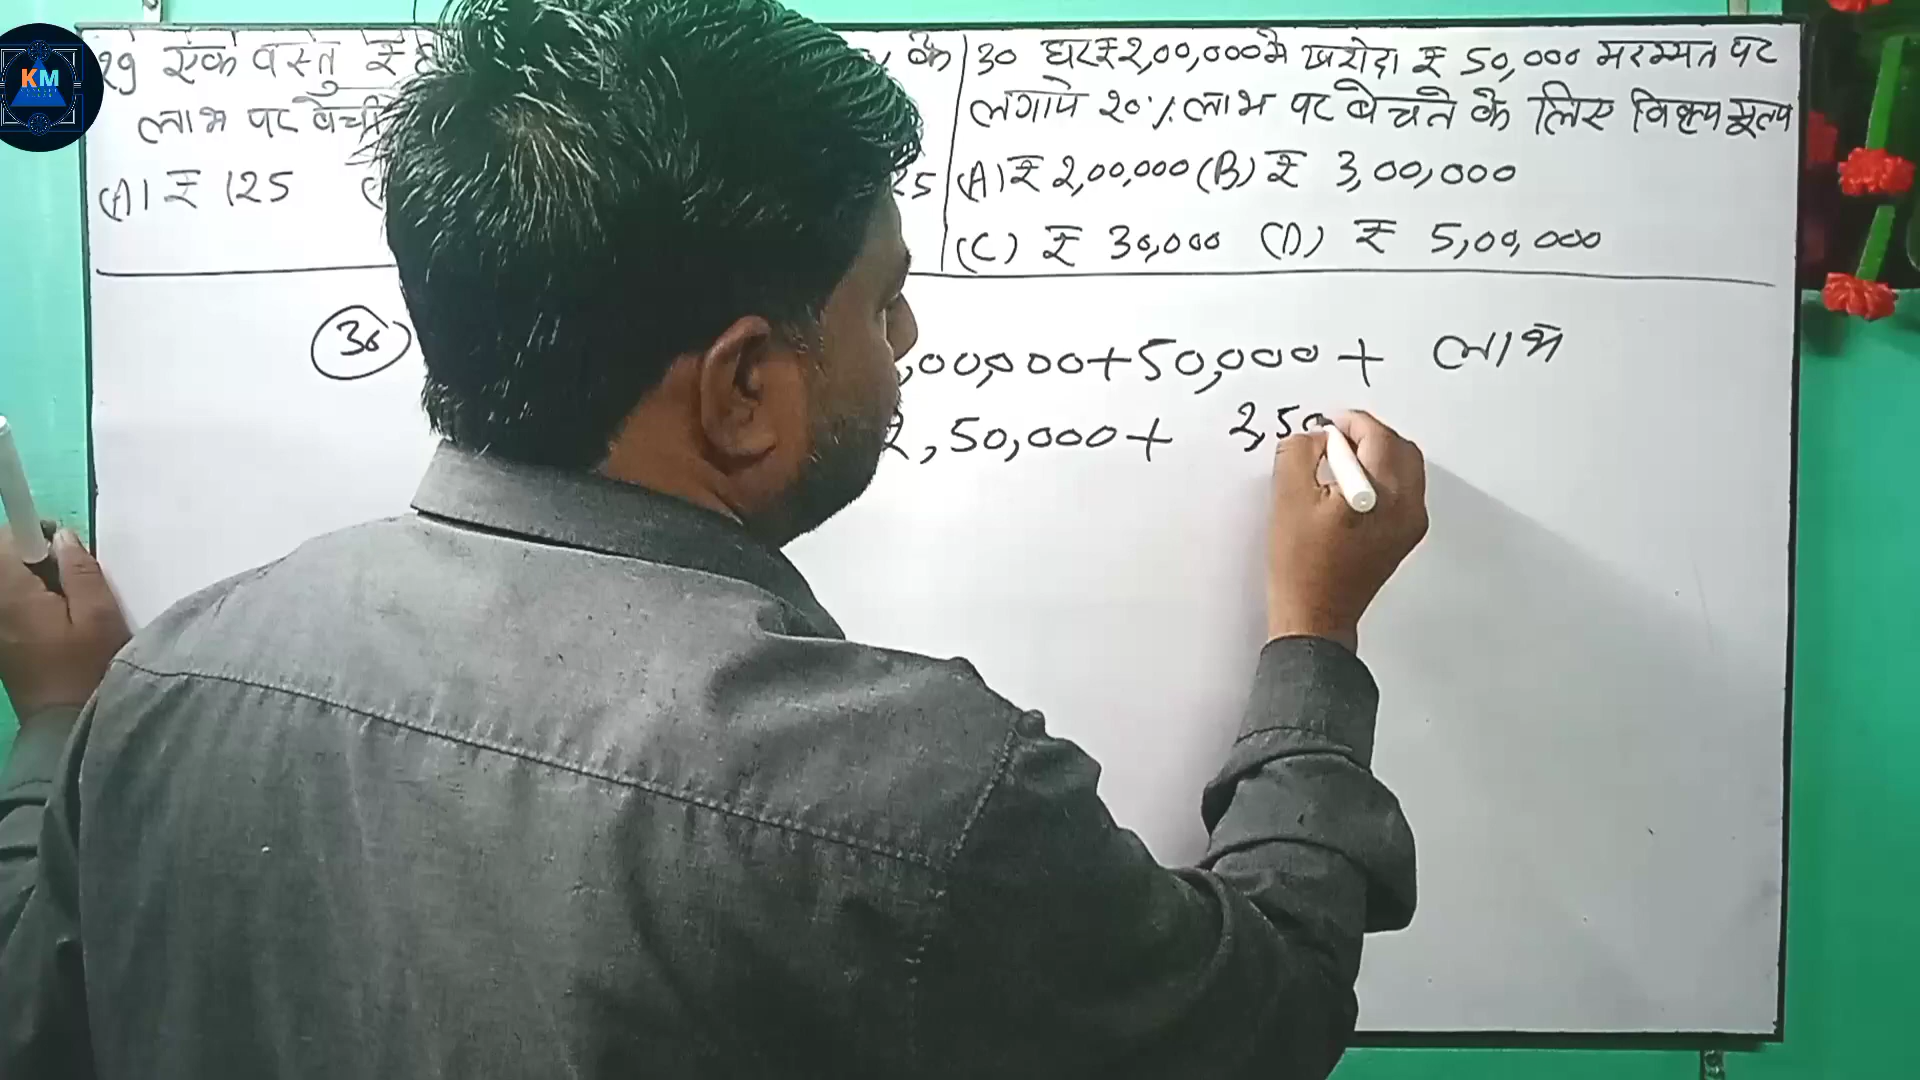 KM
29 एक वस्तु ₹
लाभ पर बेची
(A) ₹ 125
25
के
30 घर ₹ 2,00,000 मे खरीदा ₹ 50,000 मरम्मत पर
लगाये 20% लाभ पर बेचने के लिए विक्रय मूल्य
(A) ₹ 2,00,000 (B) ₹ 3,00,000
(C) ₹ 30,000 (D) ₹ 5,00,000
30
,00,000+50,000 + लाभ
2,50,000+ 2,50